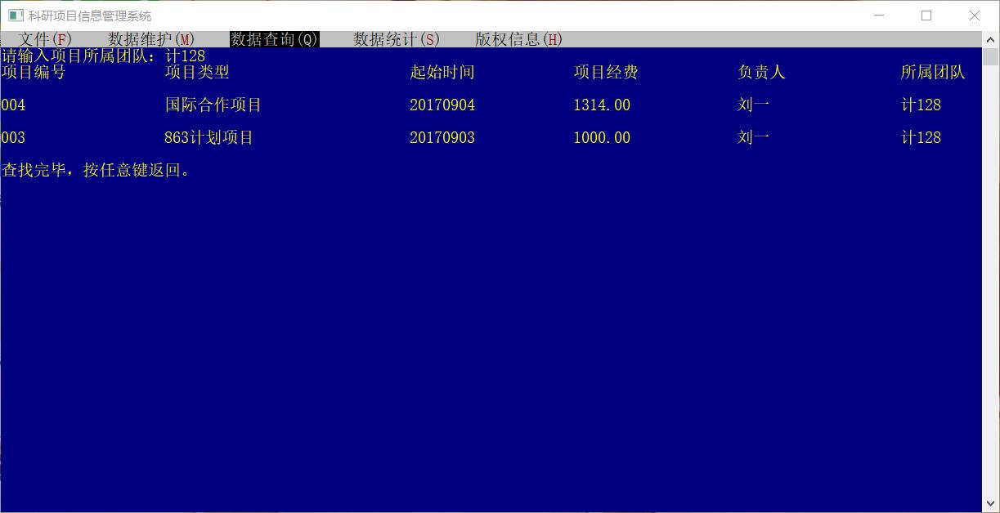 科研项目信息管理系统
文件(F) 数据维护(M) 数据查询(Q) 数据统计(S) 版权信息(H)
请输入项目所属团队：计128
项目编号 项目类型 起始时间 项目经费 负责人 所属团队
004 国际合作项目 20170904 1314.00 刘一 计128
003 863计划项目 20170903 1000.00 刘一 计128
查找完毕，按任意键返回。